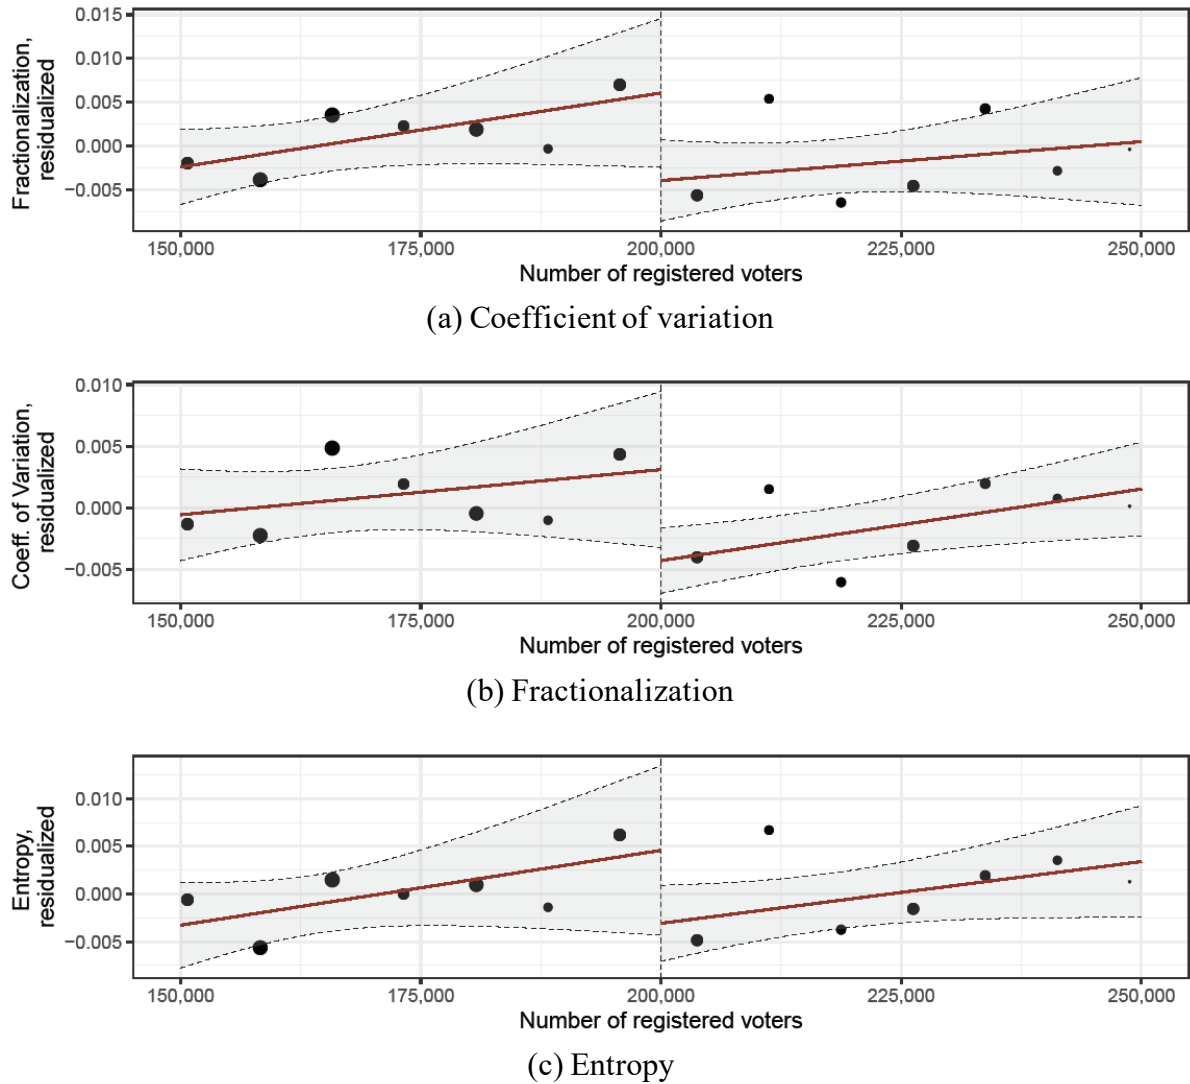 Fractionalization,
residualized
0.015
0.010
0.005
0.000
−0.005
150,000 175,000 200,000 225,000 250,000
Number of registered voters
(a) Coefficient of variation
Coeff. of Variation,
residualized
0.010
0.005
0.000
−0.005
150,000 175,000 200,000 225,000 250,000
Number of registered voters
(b) Fractionalization
Entropy,
residualized
0.010
0.005
0.000
−0.005
150,000 175,000 200,000 225,000 250,000
Number of registered voters
(c) Entropy